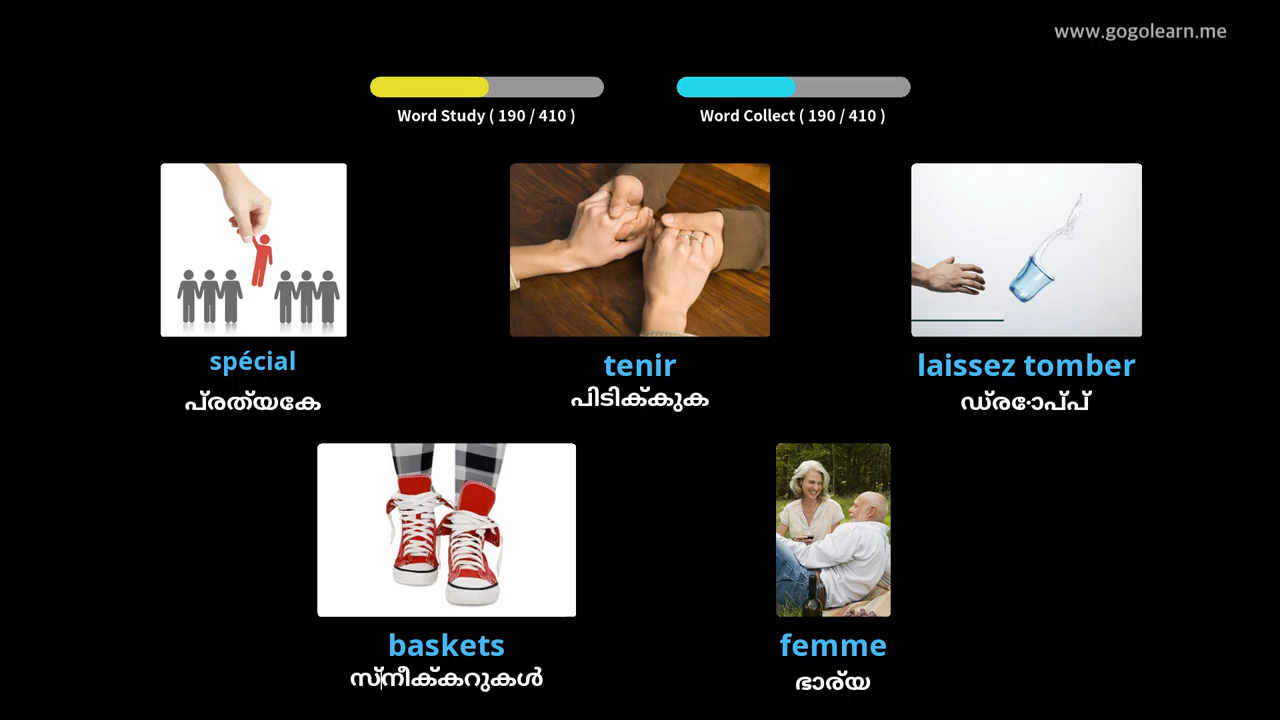 www.gogolearn.me
Word Study ( 190 / 410 )
Word Collect ( 190 / 410 )
spécial
പ്രത്യകേ
tenir
പിടിക്കുക
laissez tomber
ഡ്രോപ്പ്
baskets
സ്നീക്കറുകൾ
femme
ഭാര്യ